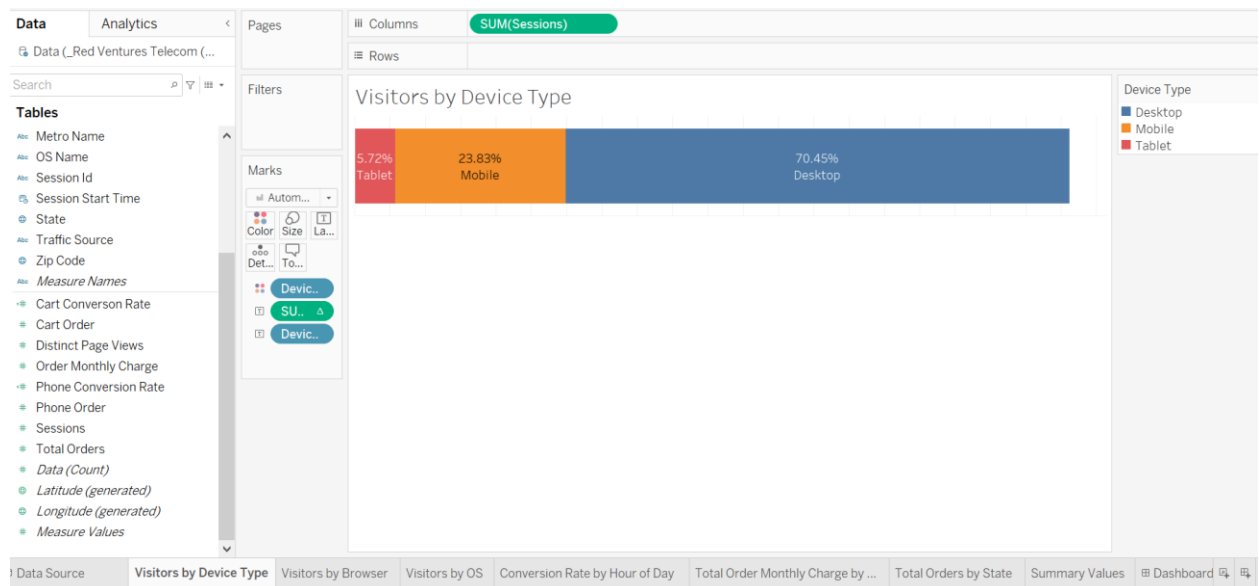 Data Analytics <
Data (_Red Ventures Telecom (...
Search
Tables
Abc Metro Name
Abc OS Name
Abc Session Id
Session Start Time
State
Abc Traffic Source
Zip Code
Abc Measure Names
=# Cart Converson Rate
# Cart Order
# Distinct Page Views
# Order Monthly Charge
=# Phone Conversion Rate
# Phone Order
# Sessions
# Total Orders
# Data (Count)
Latitude (generated)
Longitude (generated)
# Measure Values
Pages
Filters
Marks
Autom...
Color Size T La...
Det... To...
Devic..
T SU.. Δ
T Devic..
Columns SUM(Sessions)
Rows
Visitors by Device Type
5.72% 23.83% 70.45%
Tablet Mobile Desktop
Device Type
Desktop
Mobile
Tablet
Data Source Visitors by Device Type Visitors by Browser Visitors by OS Conversion Rate by Hour of Day Total Order Monthly Charge by ... Total Orders by State Summary Values Dashboard